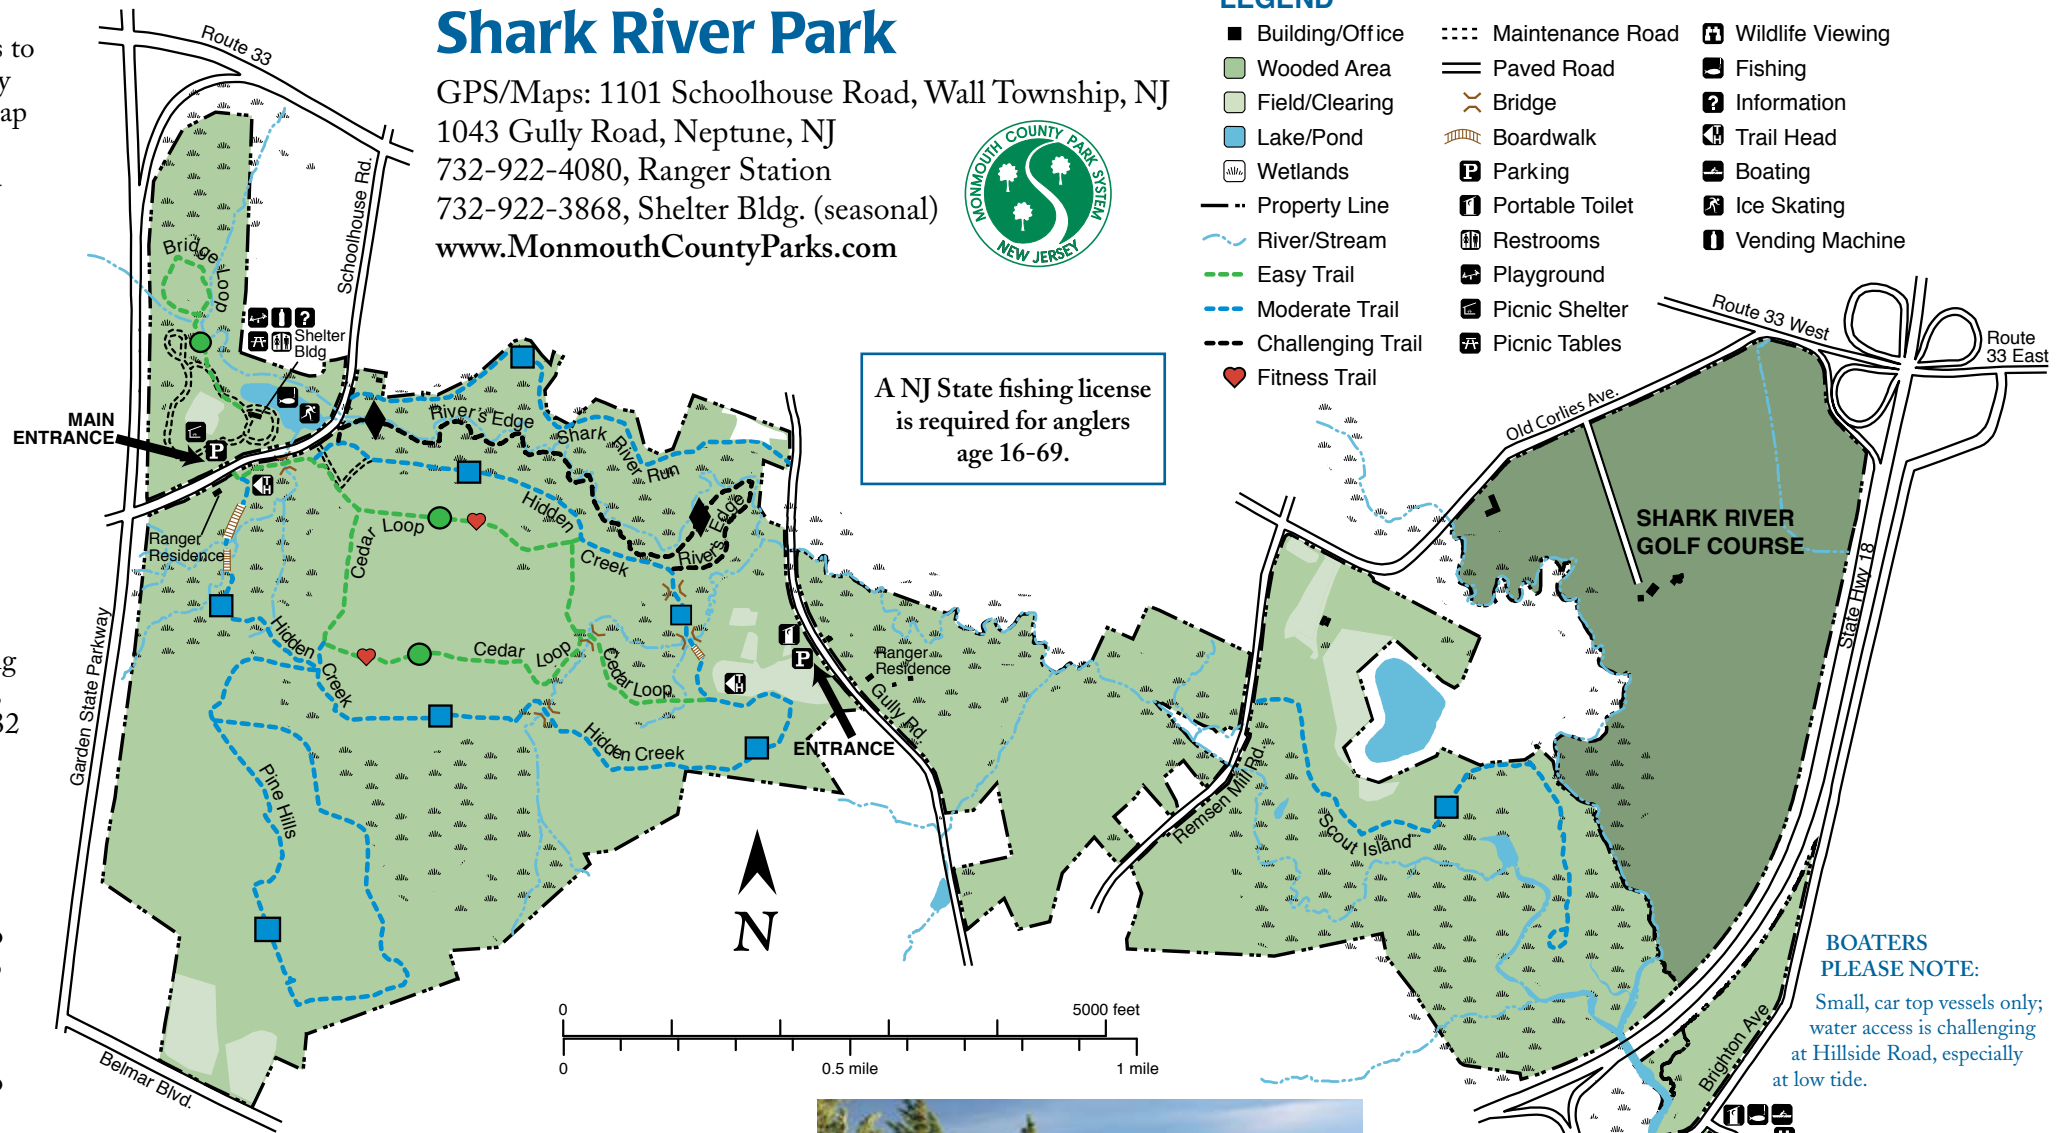 s to
y
ap
g
32
Shark River Park
GPS/Maps: 1101 Schoolhouse Road, Wall Township, NJ
1043 Gully Road, Neptune, NJ
732-922-4080, Ranger Station
732-922-3868, Shelter Bldg. (seasonal)
www.MonmouthCountyParks.com
MONMOUTH COUNTY PARK SYSTEM
NEW JERSEY
LEGEND
Building/Office
Wooded Area
Field/Clearing
Lake/Pond
Wetlands
Property Line
River/Stream
Easy Trail
Moderate Trail
Challenging Trail
Fitness Trail
Maintenance Road
Paved Road
Bridge
Boardwalk
P Parking
Portable Toilet
Restrooms
Playground
Picnic Shelter
Picnic Tables
Wildlife Viewing
Fishing
? Information
Trail Head
Boating
Ice Skating
Vending Machine
A NJ State fishing license
is required for anglers
age 16-69.
Route 33
Schoolhouse Rd.
Bridge Loop
?
Shelter
Bldg
MAIN
ENTRANCE
P
Ranger
Residence
Garden State Parkway
Belmar Blvd.
River's Edge
Shark River Run
Hidden Creek
River's Edge
Cedar Loop
Cedar Loop
Cedar Loop
Hidden Creek
Hidden Creek
Pine Hills
P
ENTRANCE
Ranger
Residence
Gully Rd
Remsen Mill Rd.
Scout Island
Old Corlies Ave.
Route 33 West
Route
33 East
SHARK RIVER
GOLF COURSE
State Hwy 18
Brighton Ave
N
0
5000 feet
0
0.5 mile
1 mile
BOATERS
PLEASE NOTE:
Small, car top vessels only;
water access is challenging
at Hillside Road, especially
at low tide.